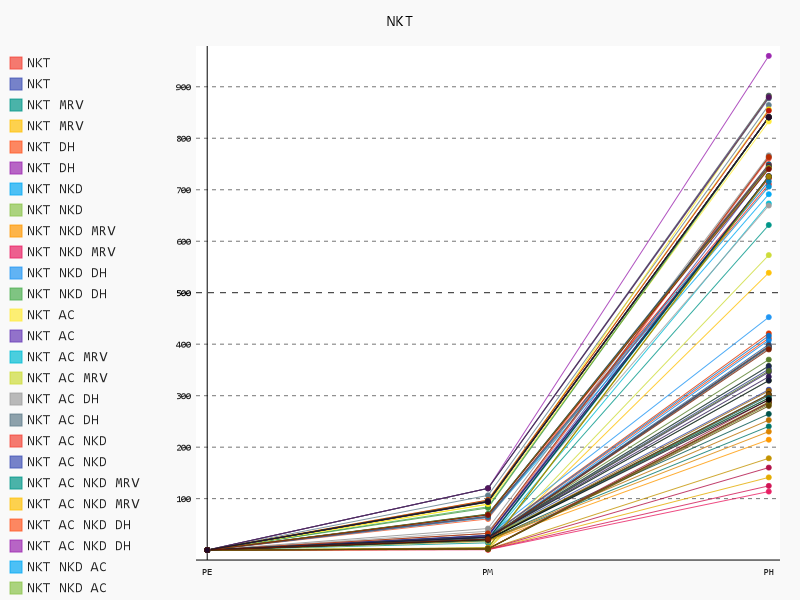 NKT
NKT
NKT
NKT MRV
NKT MRV
NKT DH
NKT DH
NKT NKD
NKT NKD
NKT NKD MRV
NKT NKD MRV
NKT NKD DH
NKT NKD DH
NKT AC
NKT AC
NKT AC MRV
NKT AC MRV
NKT AC DH
NKT AC DH
NKT AC NKD
NKT AC NKD
NKT AC NKD MRV
NKT AC NKD MRV
NKT AC NKD DH
NKT AC NKD DH
NKT NKD AC
NKT NKD AC
900
800
700
600
500
400
300
200
100
PE PM PH